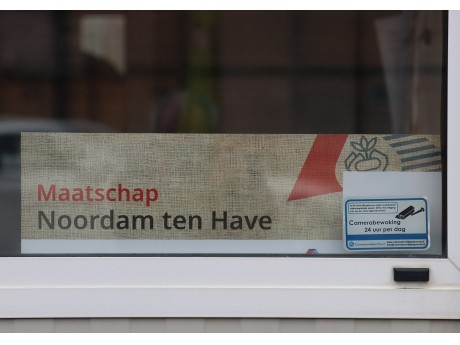 Maatschap
Noordam ten Have
Camerabewaking
24 uur per dag